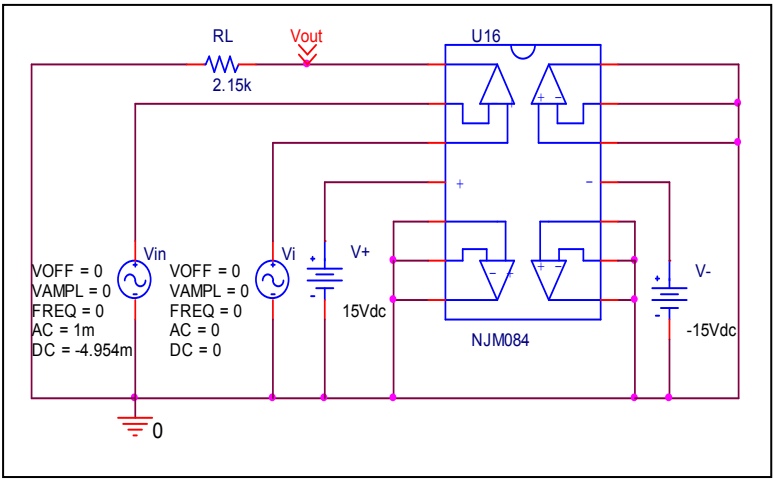 RL
Vout
U16
2.15k
+ + −
+ −
Vin
Vi
V+
V-
VOFF = 0
VAMPL = 0
FREQ = 0
AC = 1m
DC = -4.954m
VOFF = 0
VAMPL = 0
FREQ = 0
AC = 0
DC = 0
15Vdc
− + + −
-15Vdc
NJM084
0